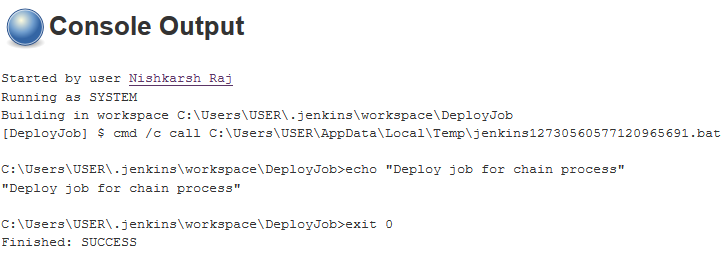 Console Output
Started by user Nishkarsh Raj
Running as SYSTEM
Building in workspace C:\Users\USER\.jenkins\workspace\DeployJob
[DeployJob] $ cmd /c call C:\Users\USER\AppData\Local\Temp\jenkins12730560577120965691.bat
C:\Users\USER\.jenkins\workspace\DeployJob>echo "Deploy job for chain process"
"Deploy job for chain process"
C:\Users\USER\.jenkins\workspace\DeployJob>exit 0
Finished: SUCCESS